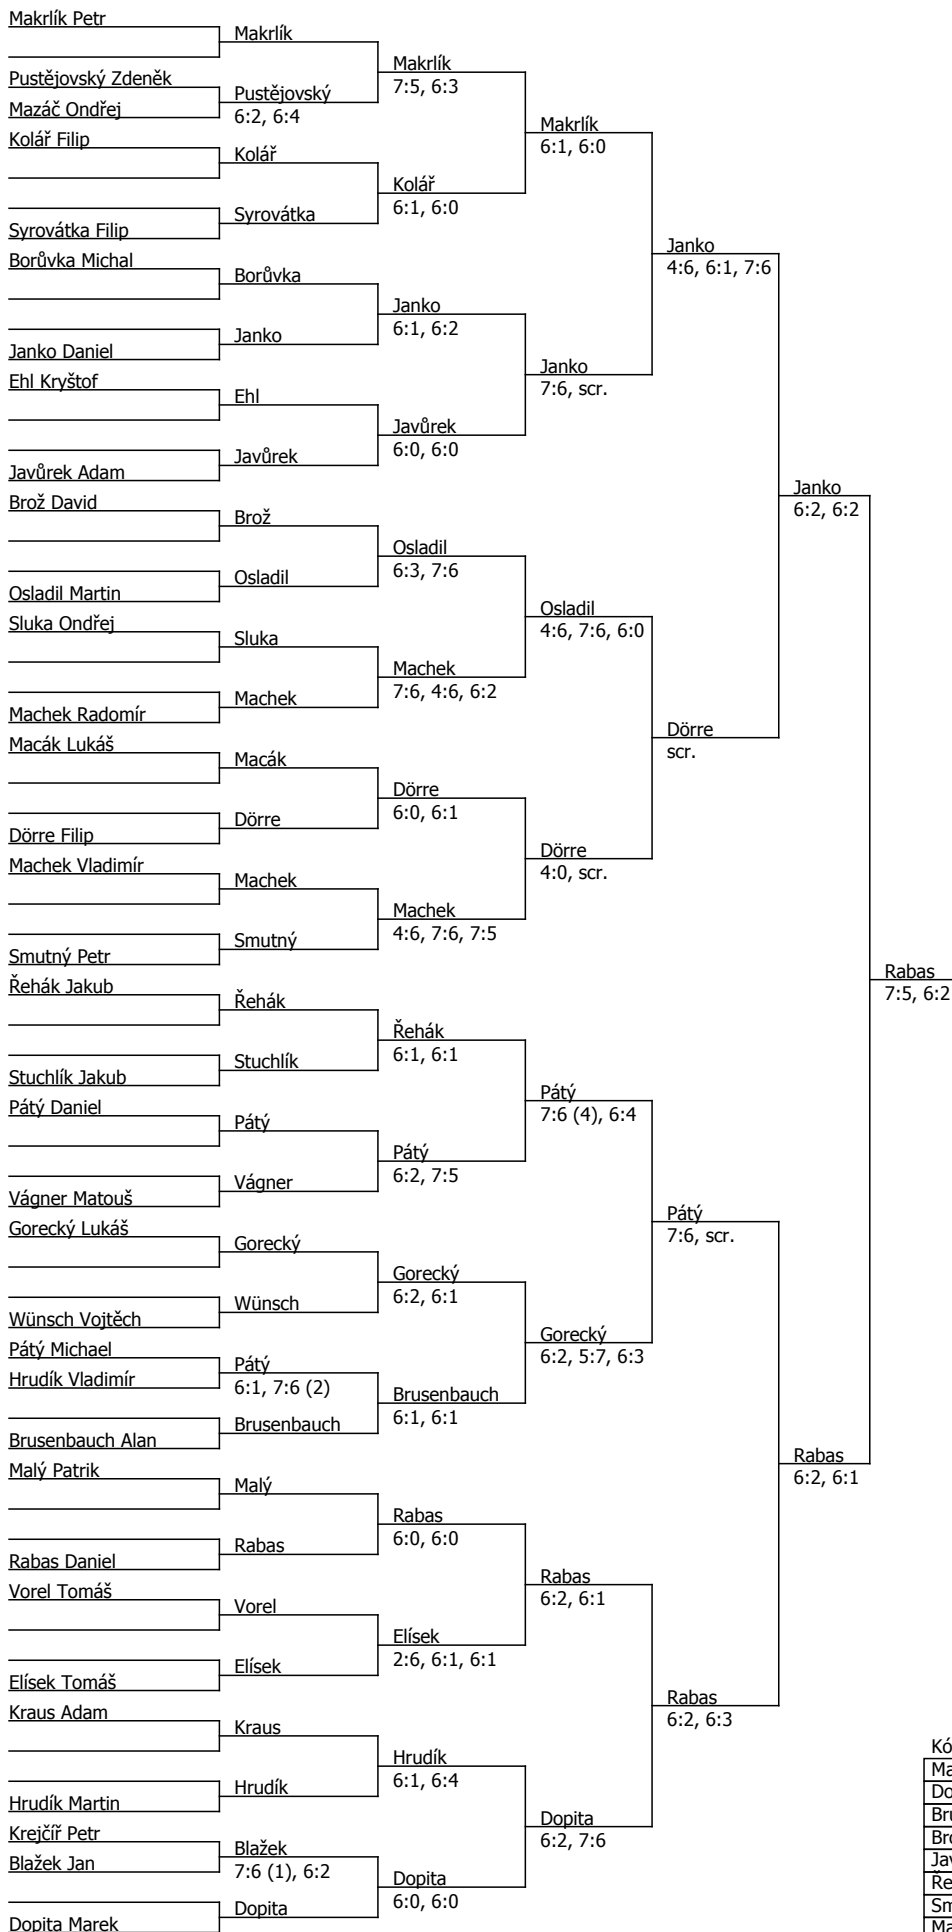 Makrlík Petr
Pustějovský Zdeněk
Mazáč Ondřej
Kolář Filip
Syrovátka Filip
Borůvka Michal
Janko Daniel
Ehl Kryštof
Javůrek Adam
Brož David
Osladil Martin
Sluka Ondřej
Machek Radomír
Macák Lukáš
Dörre Filip
Machek Vladimír
Smutný Petr
Řehák Jakub
Stuchlík Jakub
Pátý Daniel
Vágner Matouš
Gorecký Lukáš
Wünsch Vojtěch
Pátý Michael
Hrudík Vladimír
Brusenbauch Alan
Malý Patrik
Rabas Daniel
Vorel Tomáš
Elísek Tomáš
Kraus Adam
Hrudík Martin
Krejčíř Petr
Blažek Jan
Dopita Marek
Makrlík
Pustějovský
6:2, 6:4
Kolář
Syrovátka
Borůvka
Janko
Ehl
Javůrek
Brož
Osladil
Sluka
Machek
Macák
Dörre
Machek
Smutný
Řehák
Stuchlík
Pátý
Vágner
Gorecký
Wünsch
Pátý
6:1, 7:6 (2)
Brusenbauch
Malý
Rabas
Vorel
Elísek
Kraus
Hrudík
Blažek
7:6 (1), 6:2
Dopita
Makrlík
7:5, 6:3
Kolář
6:1, 6:0
Janko
6:1, 6:2
Javůrek
6:0, 6:0
Osladil
6:3, 7:6
Machek
7:6, 4:6, 6:2
Dörre
6:0, 6:1
Machek
4:6, 7:6, 7:5
Řehák
6:1, 6:1
Pátý
6:2, 7:5
Gorecký
6:2, 6:1
Brusenbauch
6:1, 6:1
Rabas
6:0, 6:0
Elísek
2:6, 6:1, 6:1
Hrudík
6:1, 6:4
Dopita
6:0, 6:0
Makrlík
6:1, 6:0
Janko
7:6, scr.
Osladil
4:6, 7:6, 6:0
Dörre
4:0, scr.
Pátý
7:6 (4), 6:4
Gorecký
6:2, 5:7, 6:3
Rabas
6:2, 6:1
Dopita
6:2, 7:6
Janko
4:6, 6:1, 7:6
Dörre
scr.
Pátý
7:6, scr.
Rabas
6:2, 6:3
Janko
6:2, 6:2
Rabas
6:2, 6:1
Rabas
7:5, 6:2